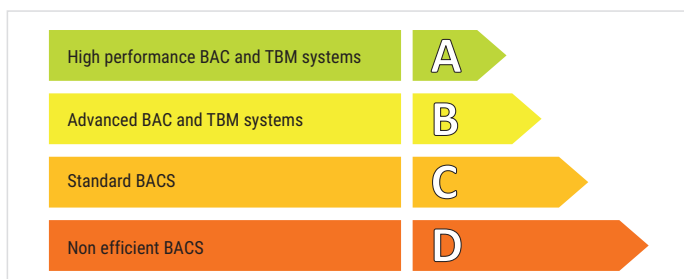 High performance BAC and TBM systems A
Advanced BAC and TBM systems B
Standard BACS C
Non efficient BACS D